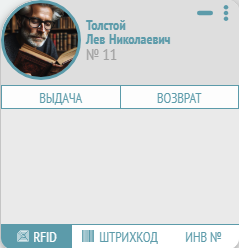 Толстой
Лев Николаевич
№ 11
ВЫДАЧА ВОЗВРАТ
RFID ШТРИХКОД ИНВ №